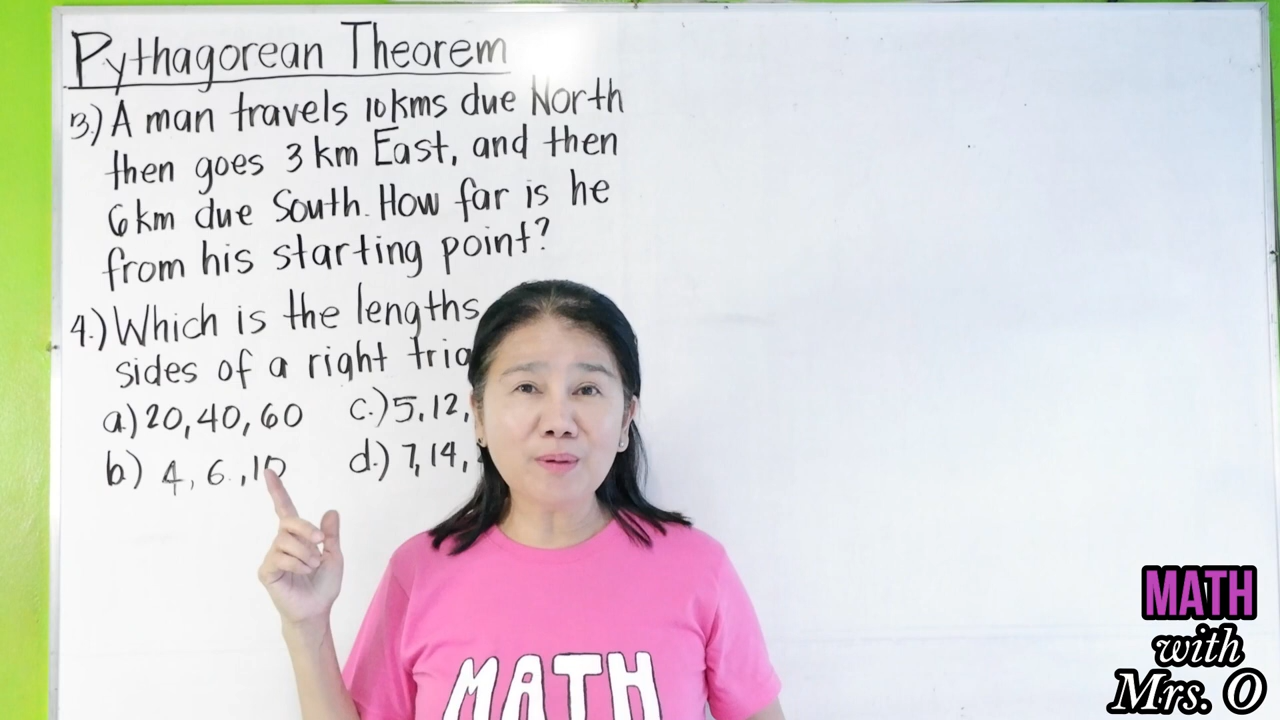 Pythagorean Theorem
3.) A man travels 10kms due North
then goes 3 km East, and then
6 km due South. How far is he
from his starting point?
4.) Which is the lengths
sides of a right
a.) 20, 40, 60 c.) 5, 12,
b.) 4, 6, 10 d.) 7, 14,
MATH
MATH
with
Mrs. O